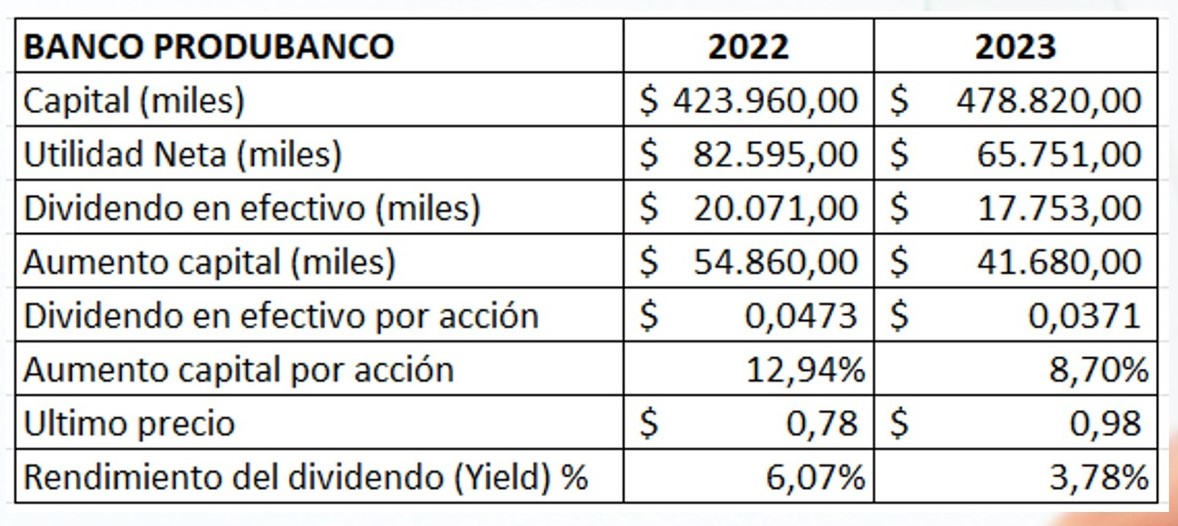 BANCO PRODUBANCO 2022 2023
Capital (miles) $ 423.960,00 $ 478.820,00
Utilidad Neta (miles) $ 82.595,00 $ 65.751,00
Dividendo en efectivo (miles) $ 20.071,00 $ 17.753,00
Aumento capital (miles) $ 54.860,00 $ 41.680,00
Dividendo en efectivo por acción $ 0,0473 $ 0,0371
Aumento capital por acción 12,94% 8,70%
Ultimo precio $ 0,78 $ 0,98
Rendimiento del dividendo (Yield) % 6,07% 3,78%